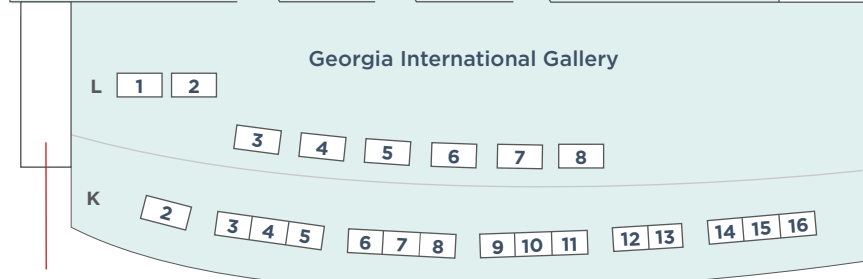 Georgia International Gallery
L 1 2
3 4 5 6 7 8
K
2 3 4 5 6 7 8 9 10 11 12 13 14 15 16